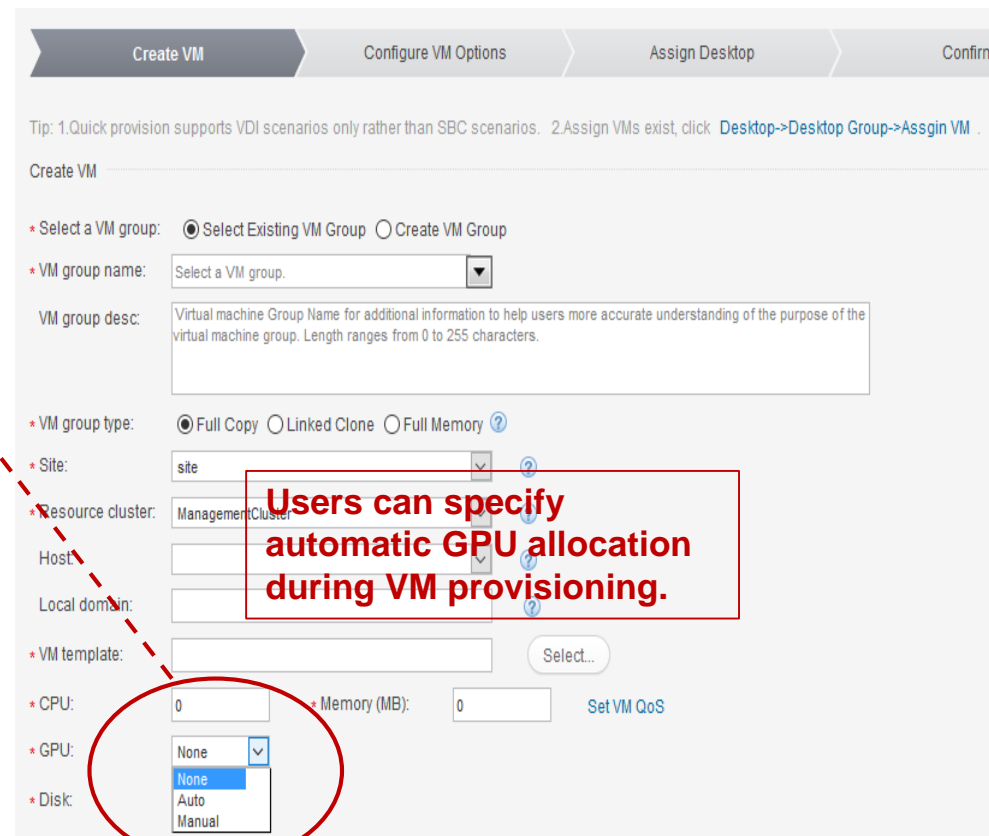 Create VM
Configure VM Options
Assign Desktop
Confirm
Tip: 1.Quick provision supports VDI scenarios only rather than SBC scenarios. 2.Assign VMs exist, click Desktop->Desktop Group->Assgin VM .
Create VM
* Select a VM group: Select Existing VM Group Create VM Group
* VM group name: Select a VM group.
VM group desc: Virtual machine Group Name for additional information to help users more accurate understanding of the purpose of the
virtual machine group. Length ranges from 0 to 255 characters.
* VM group type: Full Copy Linked Clone Full Memory ?
* Site: site ?
* Resource cluster: ManagementCluster ?
Host: ?
Local domain: ?
Users can specify
automatic GPU allocation
during VM provisioning.
* VM template: Select...
* CPU: 0 * Memory (MB): 0 Set VM QoS
* GPU: None
None
* Disk: Auto
Manual